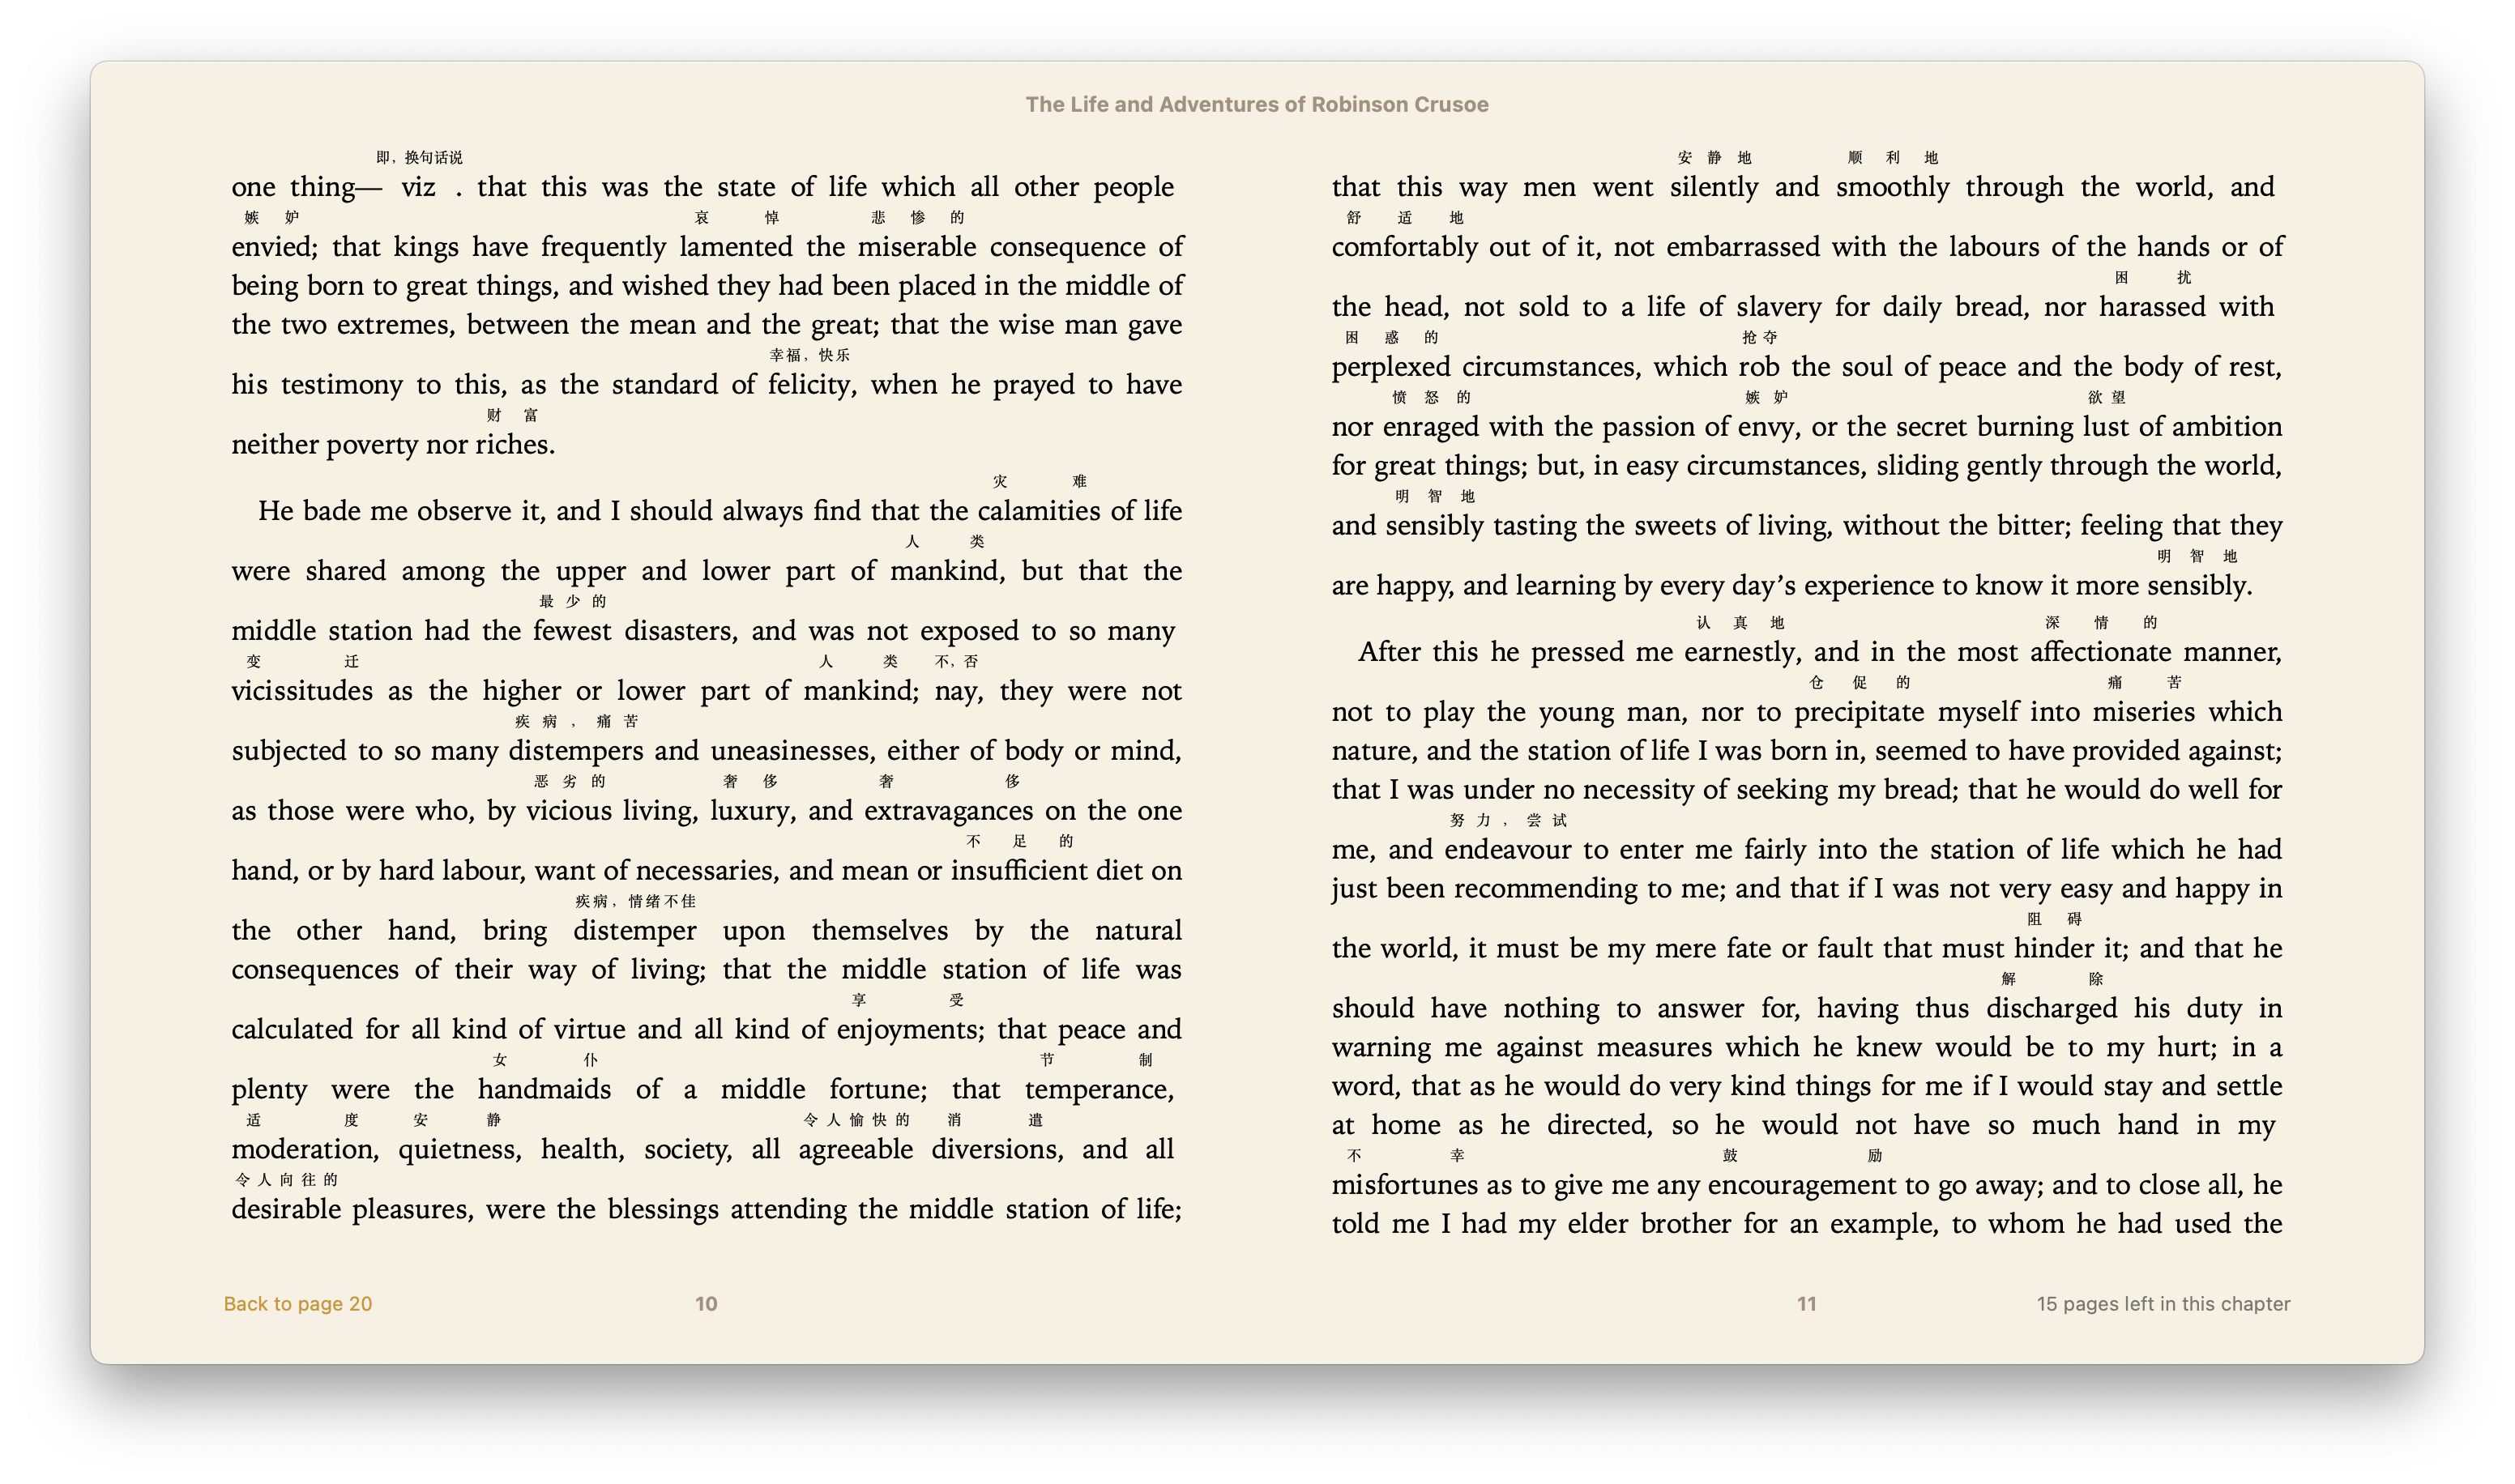 The Life and Adventures of Robinson Crusoe
即，换句话说
one thing— viz . that this was the state of life which all other people
嫉妒 哀悼 悲惨的
envied; that kings have frequently lamented the miserable consequence of
being born to great things, and wished they had been placed in the middle of
the two extremes, between the mean and the great; that the wise man gave
幸福，快乐
his testimony to this, as the standard of felicity, when he prayed to have
财富
neither poverty nor riches.
灾难
He bade me observe it, and I should always find that the calamities of life
人类
were shared among the upper and lower part of mankind, but that the
最少的
middle station had the fewest disasters, and was not exposed to so many
变迁 人类 不，否
vicissitudes as the higher or lower part of mankind; nay, they were not
疾病，痛苦
subjected to so many distempers and uneasinesses, either of body or mind,
恶劣的 奢侈 奢侈
as those were who, by vicious living, luxury, and extravagances on the one
不足的
hand, or by hard labour, want of necessaries, and mean or insufficient diet on
疾病，情绪不佳
the other hand, bring distemper upon themselves by the natural
consequences of their way of living; that the middle station of life was
享受
calculated for all kind of virtue and all kind of enjoyments; that peace and
女仆 节制
plenty were the handmaids of a middle fortune; that temperance,
适度 安静 令人愉快的 消遣
moderation, quietness, health, society, all agreeable diversions, and all
令人向往的
desirable pleasures, were the blessings attending the middle station of life;
Back to page 20
10
安静地 顺利地
that this way men went silently and smoothly through the world, and
舒适地
comfortably out of it, not embarrassed with the labours of the hands or of
困扰
the head, not sold to a life of slavery for daily bread, nor harassed with
困惑的 抢夺
perplexed circumstances, which rob the soul of peace and the body of rest,
愤怒的 嫉妒 欲望
nor enraged with the passion of envy, or the secret burning lust of ambition
for great things; but, in easy circumstances, sliding gently through the world,
明智地
and sensibly tasting the sweets of living, without the bitter; feeling that they
明智地
are happy, and learning by every day’s experience to know it more sensibly.
认真地 深情的
After this he pressed me earnestly, and in the most affectionate manner,
仓促的 痛苦
not to play the young man, nor to precipitate myself into miseries which
nature, and the station of life I was born in, seemed to have provided against;
that I was under no necessity of seeking my bread; that he would do well for
努力，尝试
me, and endeavour to enter me fairly into the station of life which he had
just been recommending to me; and that if I was not very easy and happy in
阻碍
the world, it must be my mere fate or fault that must hinder it; and that he
解除
should have nothing to answer for, having thus discharged his duty in
warning me against measures which he knew would be to my hurt; in a
word, that as he would do very kind things for me if I would stay and settle
at home as he directed, so he would not have so much hand in my
不幸 鼓励
misfortunes as to give me any encouragement to go away; and to close all, he
told me I had my elder brother for an example, to whom he had used the
11
15 pages left in this chapter